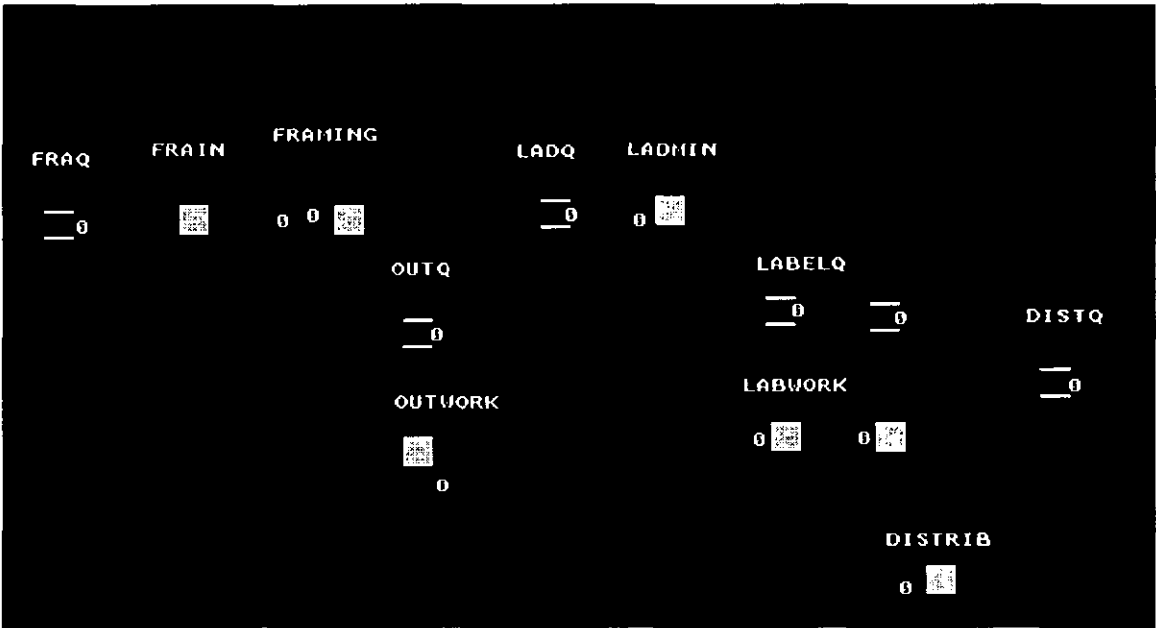 FRAMING
FRAQ
FRAIN
LADQ
LADMIN
0
0 0
0
0
OUTQ
LABELQ
0
0
0
DISTQ
0
OUTWORK
LABWORK
0
0 0
0
DISTRIB
0